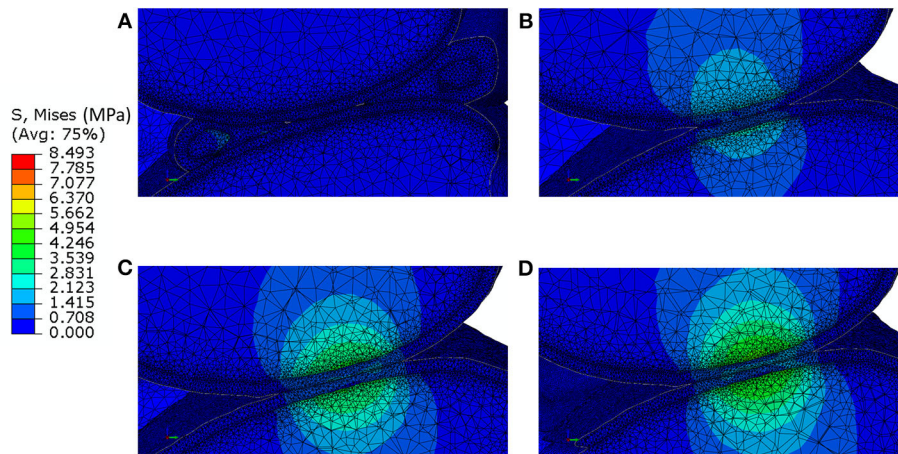 A
B
S, Mises (MPa)
(Avg: 75%)
8.493
7.785
7.077
6.370
5.662
4.954
4.246
3.539
2.831
2.123
1.415
0.708
0.000
C
D